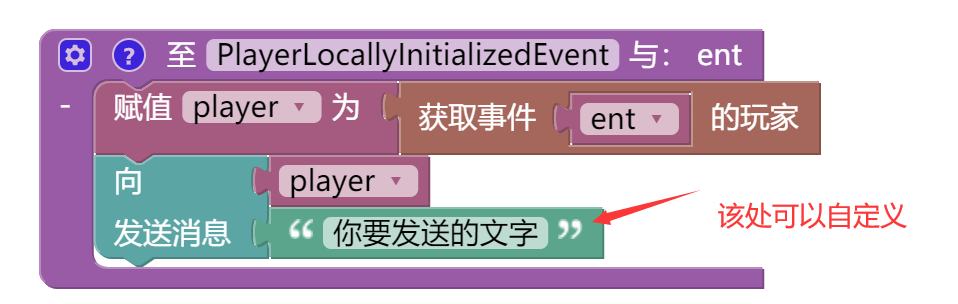 ? 至 PlayerLocallyInitializedEvent 与： ent
- 赋值 player 为 获取事件 ent 的玩家
向 player
发送消息 “ 你要发送的文字 ”
该处可以自定义